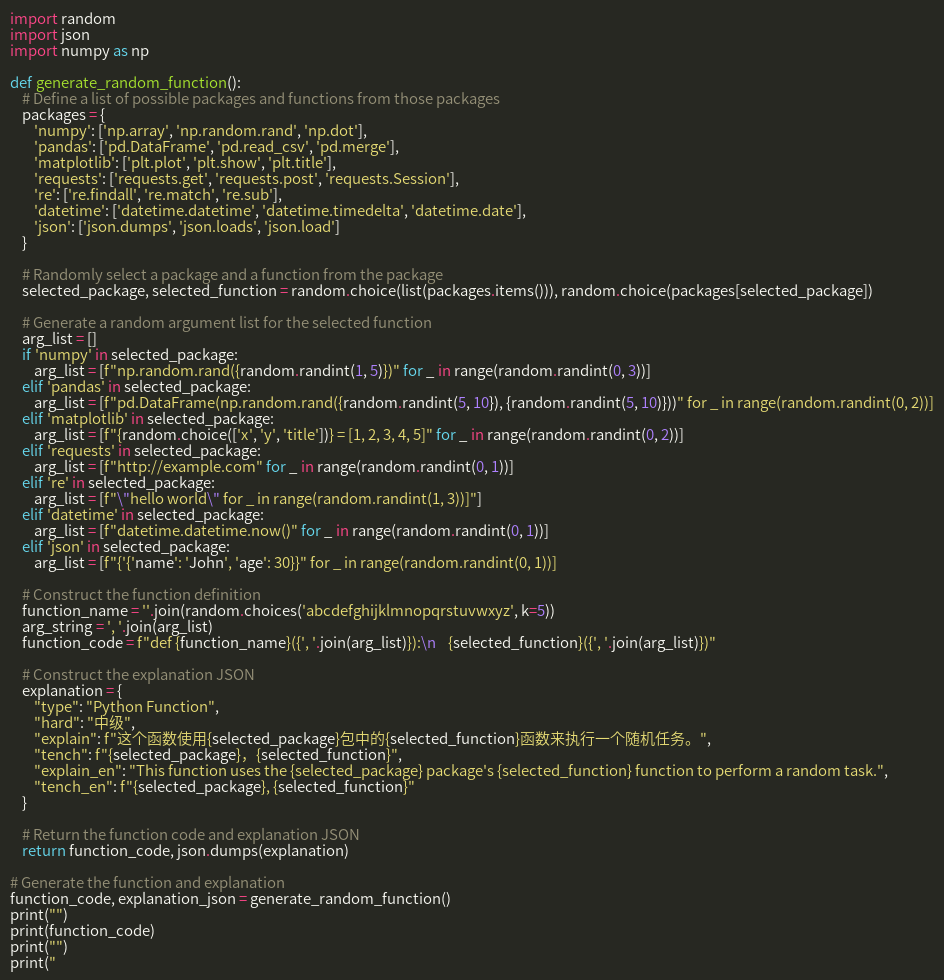 import random
import json
import numpy as np
def generate_random_function():
# Define a list of possible packages and functions from those packages
packages = {
'numpy': ['np.array', 'np.random.rand', 'np.dot'],
'pandas': ['pd.DataFrame', 'pd.read_csv', 'pd.merge'],
'matplotlib': ['plt.plot', 'plt.show', 'plt.title'],
'requests': ['requests.get', 'requests.post', 'requests.Session'],
're': ['re.findall', 're.match', 're.sub'],
'datetime': ['datetime.datetime', 'datetime.timedelta', 'datetime.date'],
'json': ['json.dumps', 'json.loads', 'json.load']
}
# Randomly select a package and a function from the package
selected_package, selected_function = random.choice(list(packages.items())), random.choice(packages[selected_package])
# Generate a random argument list for the selected function
arg_list = []
if 'numpy' in selected_package:
arg_list = [f"np.random.rand({random.randint(1, 5)})" for _ in range(random.randint(0, 3))]
elif 'pandas' in selected_package:
arg_list = [f"pd.DataFrame(np.random.rand({random.randint(5, 10}), {random.randint(5, 10)}))" for _ in range(random.randint(0, 2))]
elif 'matplotlib' in selected_package:
arg_list = [f"{random.choice(['x', 'y', 'title'])} = [1, 2, 3, 4, 5]" for _ in range(random.randint(0, 2))]
elif 'requests' in selected_package:
arg_list = [f"http://example.com" for _ in range(random.randint(0, 1))]
elif 're' in selected_package:
arg_list = [f"\"hello world\" for _ in range(random.randint(1, 3))]"]
elif 'datetime' in selected_package:
arg_list = [f"datetime.datetime.now()" for _ in range(random.randint(0, 1))]
elif 'json' in selected_package:
arg_list = [f"{'{'name': 'John', 'age': 30}}" for _ in range(random.randint(0, 1))]
# Construct the function definition
function_name = ''.join(random.choices('abcdefghijklmnopqrstuvwxyz', k=5))
arg_string = ', '.join(arg_list)
function_code = f"def {function_name}({', '.join(arg_list)}):\n    {selected_function}({', '.join(arg_list)})"
# Construct the explanation JSON
explanation = {
"type": "Python Function",
"hard": "中级",
"explain": f"这个函数使用{selected_package}包中的{selected_function}函数来执行一个随机任务。",
"tench": f"{selected_package}，{selected_function}",
"explain_en": "This function uses the {selected_package} package's {selected_function} function to perform a random task.",
"tench_en": f"{selected_package}, {selected_function}"
}
# Return the function code and explanation JSON
return function_code, json.dumps(explanation)
# Generate the function and explanation
function_code, explanation_json = generate_random_function()
print("")
print(function_code)
print("")
print("